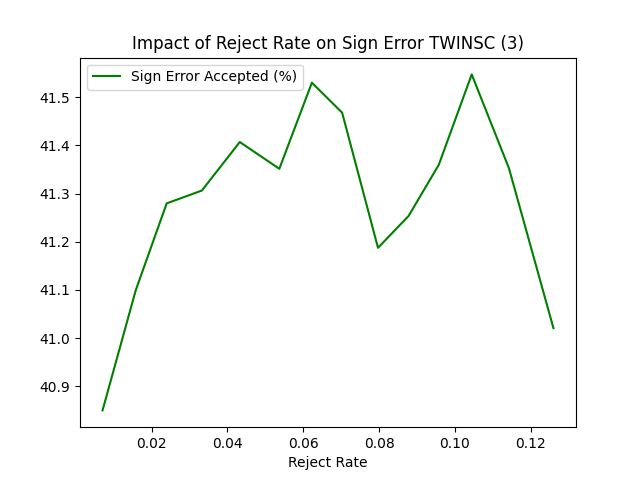 Impact of Reject Rate on Sign Error TWINSC (3)
Sign Error Accepted (%)
41.5
41.4
41.3
41.2
41.1
41.0
40.9
0.02 0.04 0.06 0.08 0.10 0.12
Reject Rate